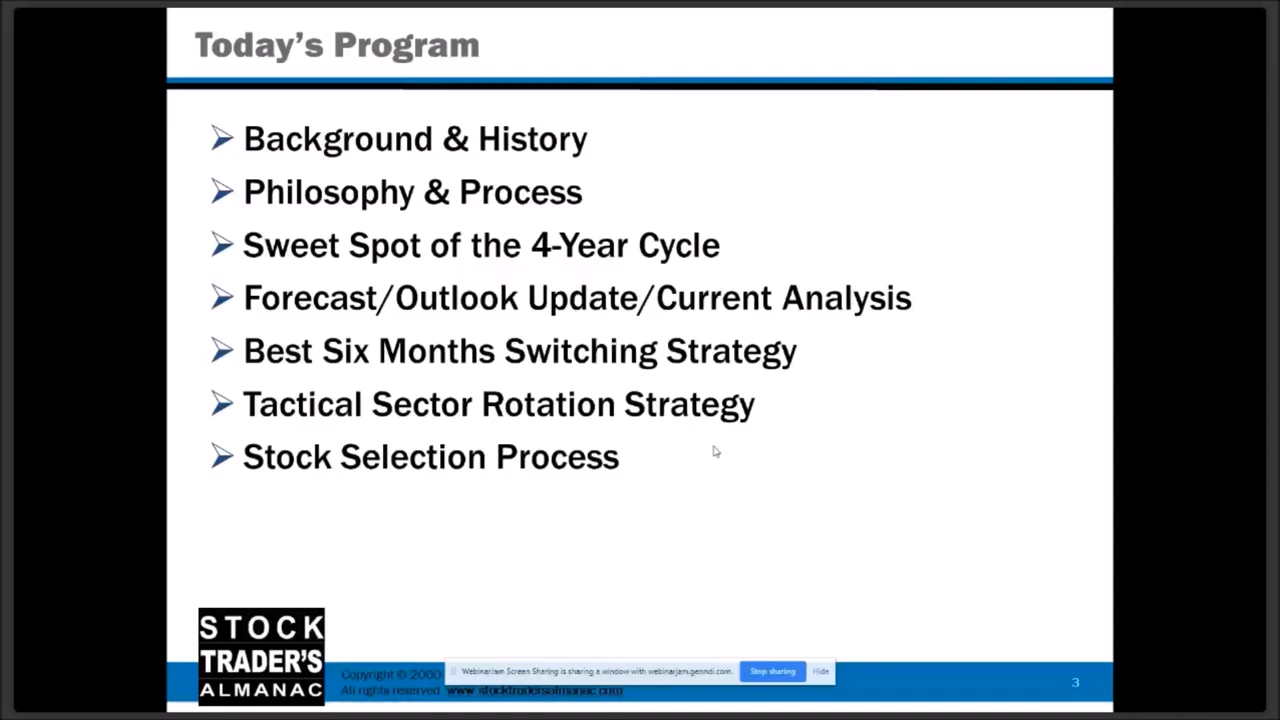 Today's Program
Background & History
Philosophy & Process
Sweet Spot of the 4-Year Cycle
Forecast/Outlook Update/Current Analysis
Best Six Months Switching Strategy
Tactical Sector Rotation Strategy
Stock Selection Process
STOCK
TRADER'S
ALMANAC
Copyright © 2000
WebinarJam Screen Sharing is sharing a window with webinarjam.genndi.com.
Stop sharing
Hide
All rights reserved www.stocktradersalmanac.com
3